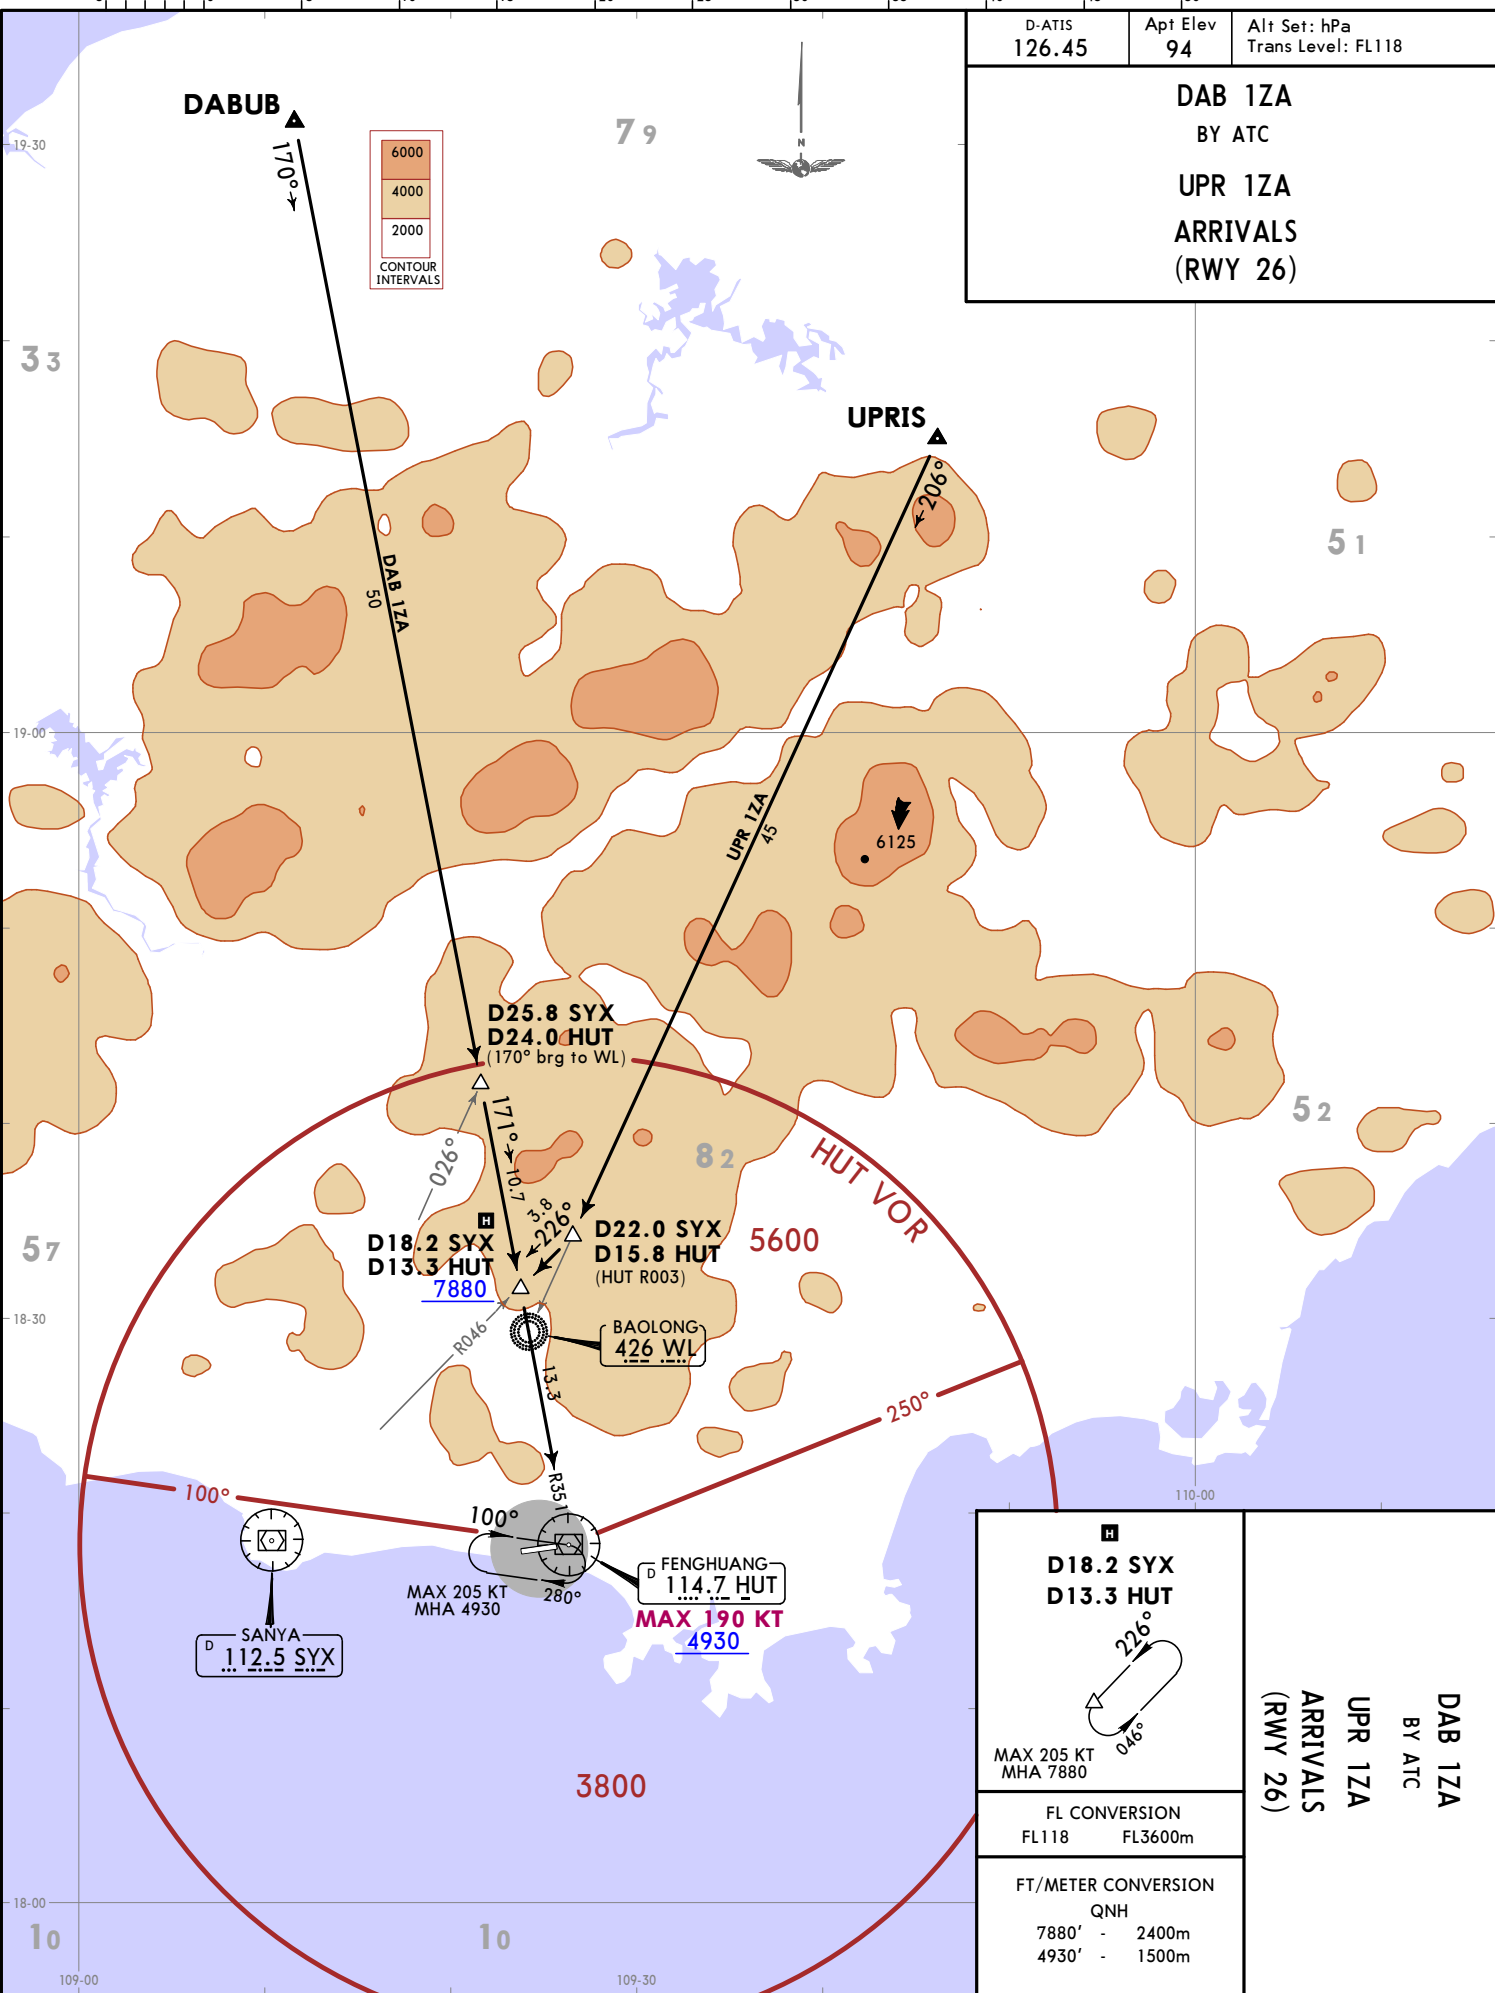 D-ATIS
126.45
Apt Elev
94
Alt Set: hPa
Trans Level: FL118
DAB 1ZA
BY ATC
UPR 1ZA
ARRIVALS
(RWY 26)
DABUB
170°
79
N
19-30
6000
4000
2000
CONTOUR
INTERVALS
33
UPRIS
206°
51
DAB 1ZA
50
19-00
UPR 1ZA
45
6125
D25.8 SYX
D24.0 HUT
(170° brg to WL)
52
171°
10.7
026°
82
HUT VOR
3.8
226°
H
D18.2 SYX
D13.3 HUT
7880
D22.0 SYX
D15.8 HUT
(HUT R003)
5600
57
18-30
R046
BAOLONG
426 WL
13.3
250°
R351
100°
110-00
100°
280°
MAX 205 KT
MHA 4930
FENGHUANG
D 114.7 HUT
MAX 190 KT
4930
SANYA
D 112.5 SYX
3800
H
D18.2 SYX
D13.3 HUT
226°
046°
MAX 205 KT
MHA 7880
FL CONVERSION
FL118 FL3600m
FT/METER CONVERSION
QNH
7880' - 2400m
4930' - 1500m
DAB 1ZA
BY ATC
UPR 1ZA
ARRIVALS
(RWY 26)
18-00
10
10
109-00
109-30